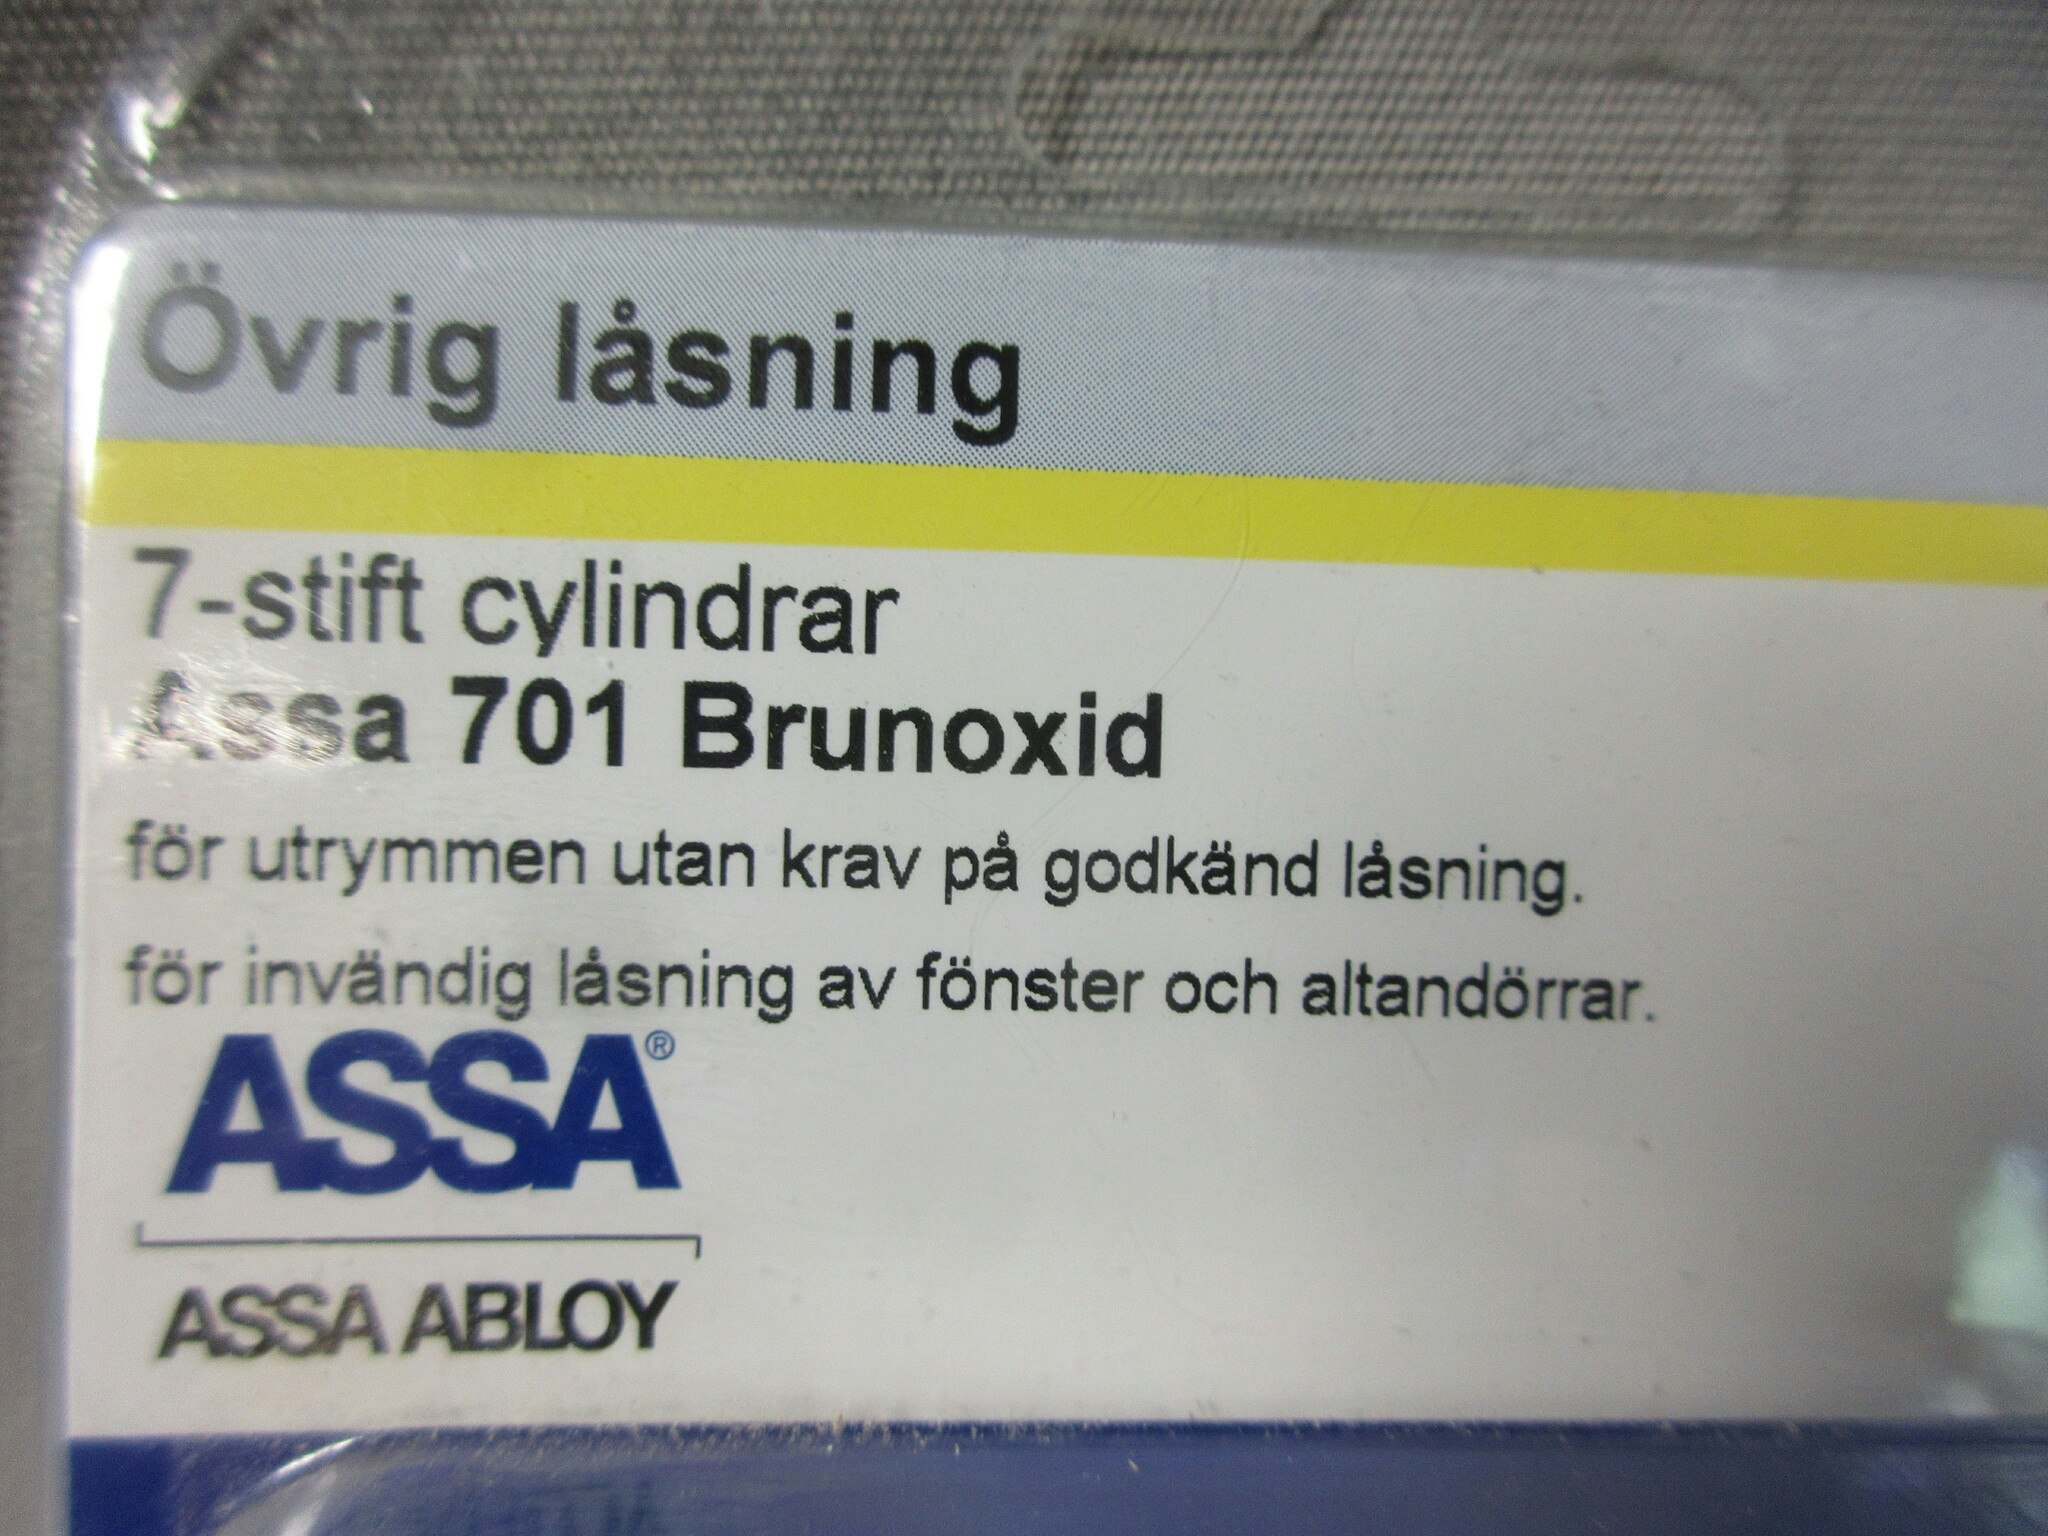 Övrig låsning
7-stift cylindrar
Assa 701 Brunoxid
för utrymmen utan krav på godkänd låsning.
för invändig låsning av fönster och altandörrar.
ASSA®
ASSA ABLOY